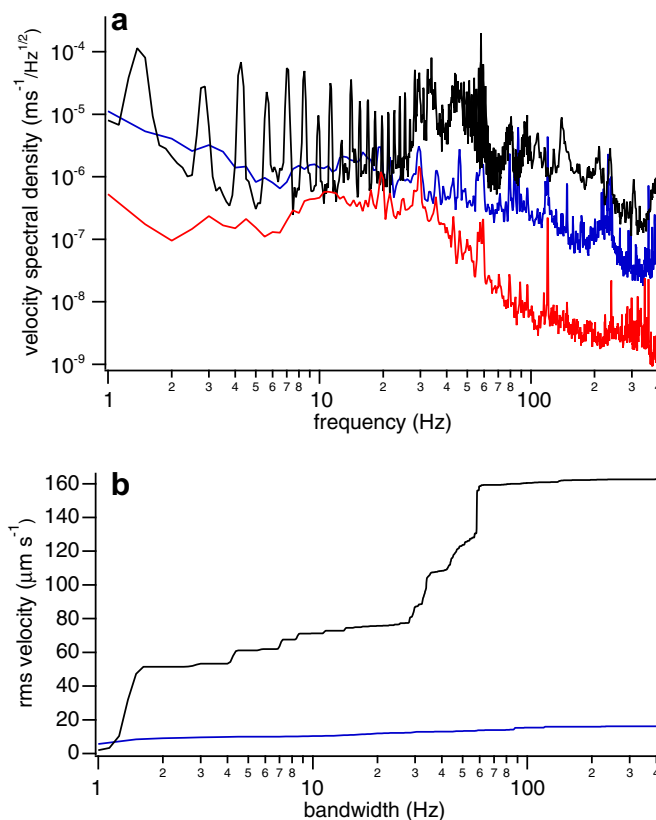 a
velocity spectral density (ms⁻¹/Hz¹ᐟ²)
10⁻⁴
10⁻⁵
10⁻⁶
10⁻⁷
10⁻⁸
10⁻⁹
1 2 3 4 5 6 7 8 10 2 3 4 5 6 7 8 100 2 3 4
frequency (Hz)
b
rms velocity (μm s⁻¹)
160
140
120
100
80
60
40
20
0
1 2 3 4 5 6 7 8 10 2 3 4 5 6 7 8 100 2 3 4
bandwidth (Hz)